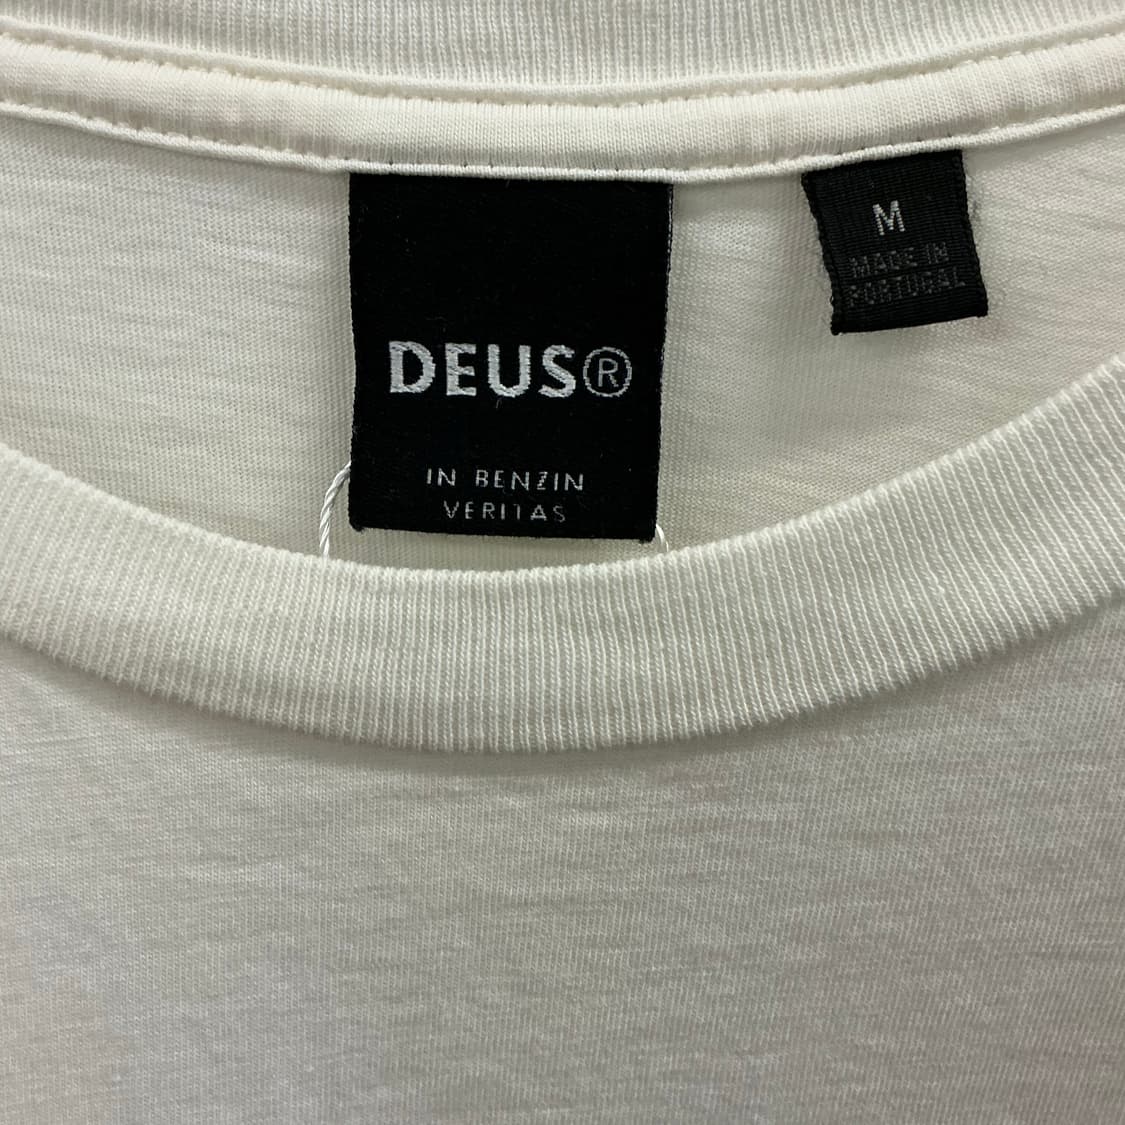 DEUS®
IN BENZIN
VERITAS
M
MADE IN
PORTUGAL